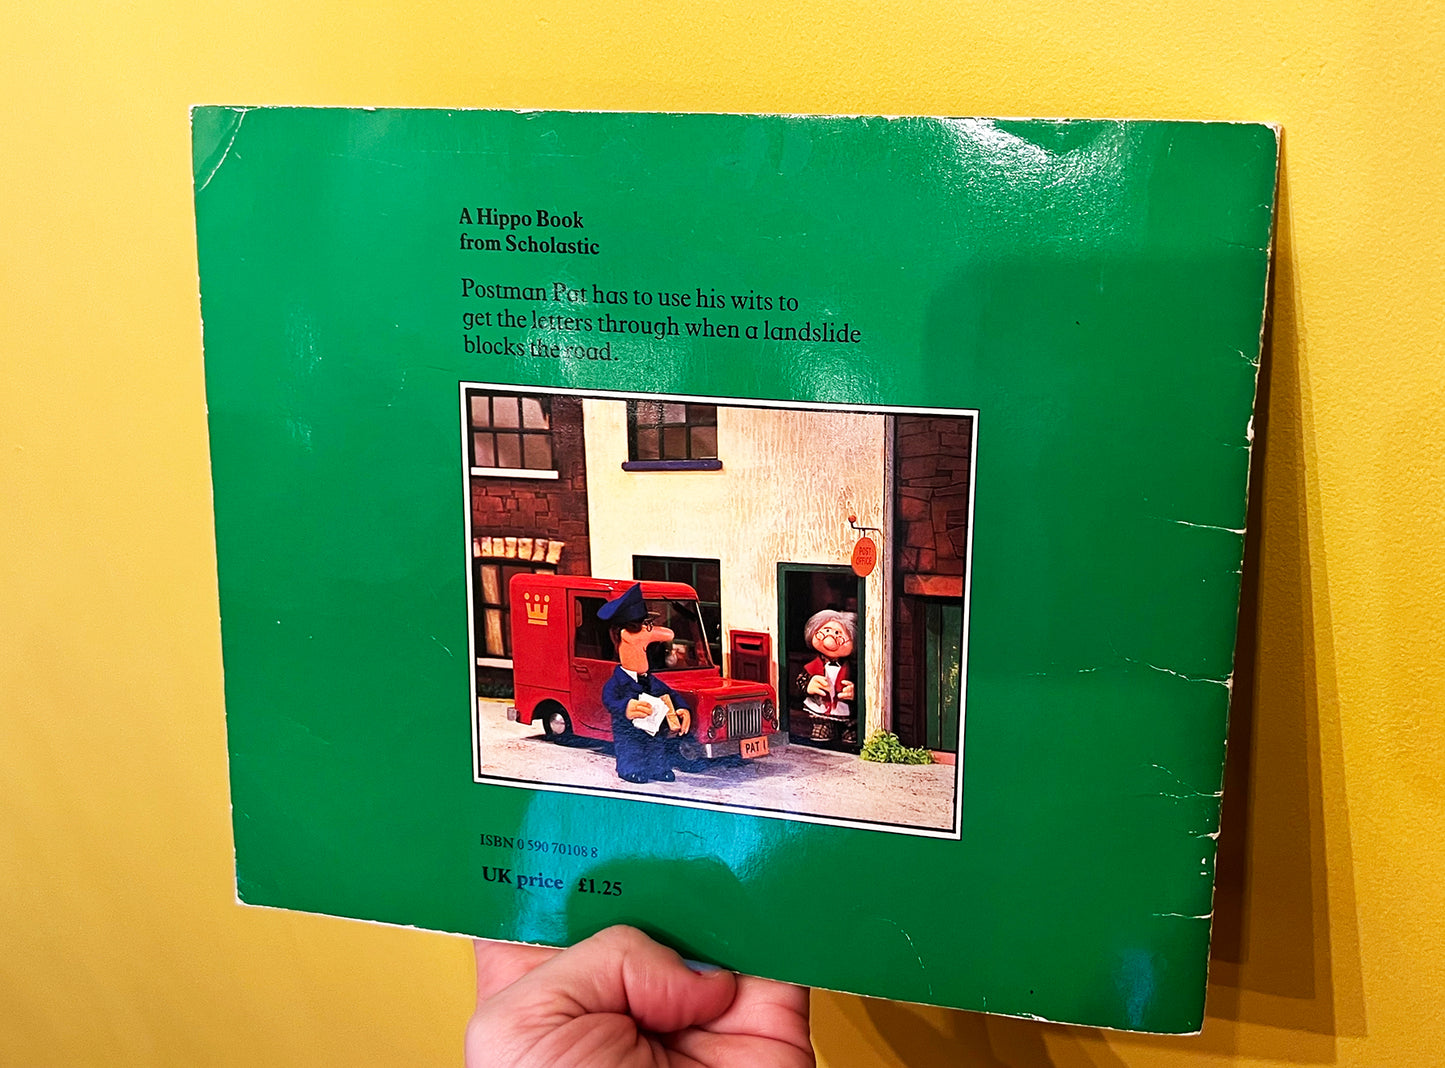 A Hippo Book
from Scholastic
Postman Pat has to use his wits to
get the letters through when a landslide
blocks the road.
POST
OFFICE
PAT 1
ISBN 0 590 70108 8
UK price £1.25